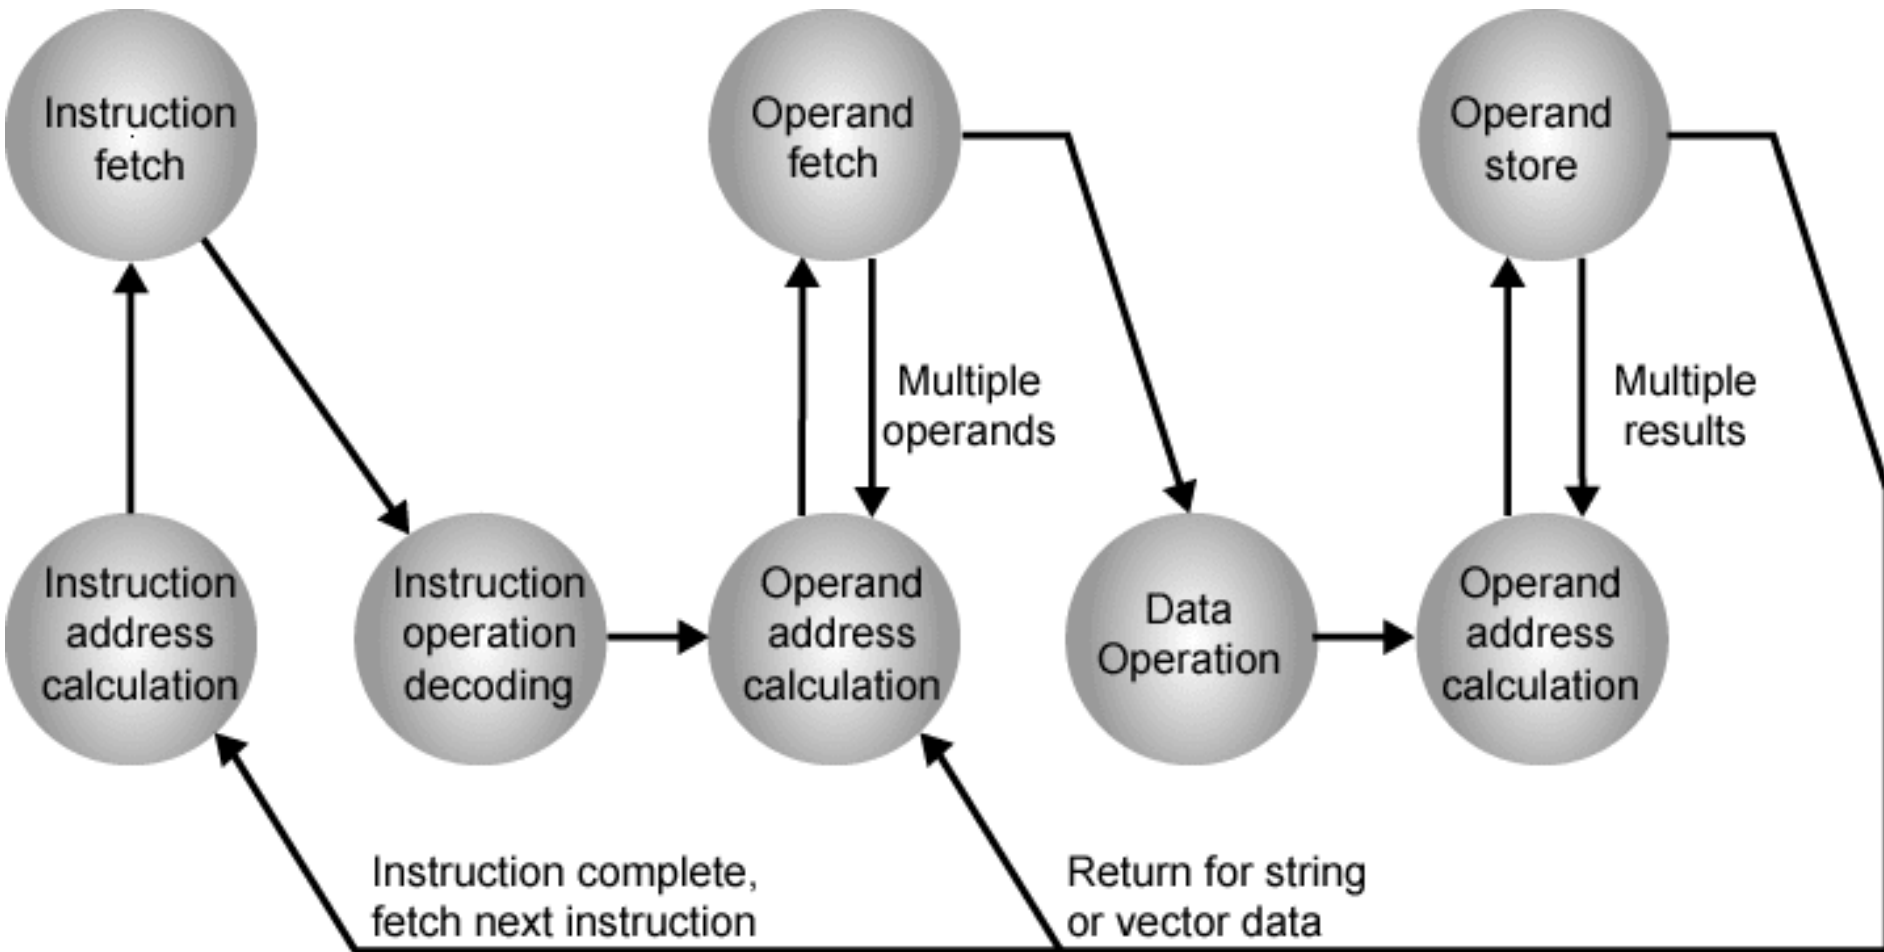 Instruction
fetch
Operand
fetch
Operand
store
Multiple
operands
Multiple
results
Instruction
address
calculation
Instruction
operation
decoding
Operand
address
calculation
Data
Operation
Operand
address
calculation
Instruction complete,
fetch next instruction
Return for string
or vector data